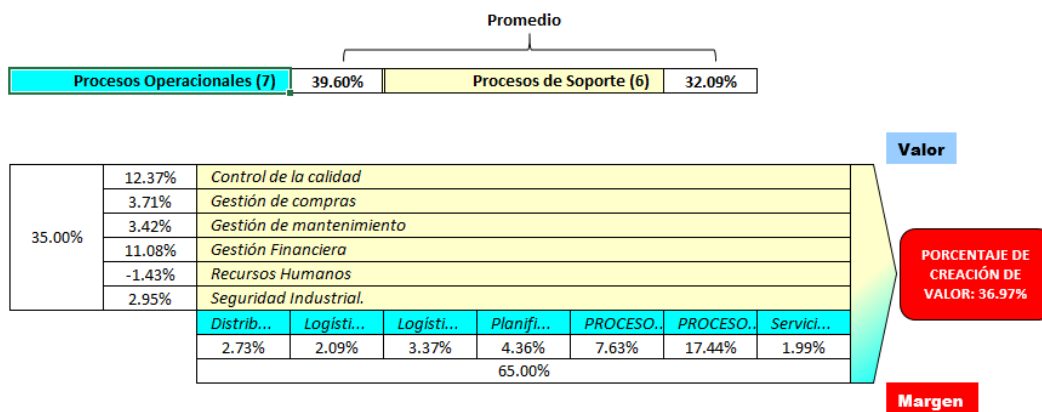 Promedio
Procesos Operacionales (7) 39.60% Procesos de Soporte (6) 32.09%
Valor
35.00%
12.37% Control de la calidad
3.71% Gestión de compras
3.42% Gestión de mantenimiento
11.08% Gestión Financiera
-1.43% Recursos Humanos
2.95% Seguridad Industrial.
PORCENTAJE DE
CREACIÓN DE
VALOR: 36.97%
Distrib... Logísti... Logísti... Planifi... PROCESO.. PROCESO.. Servici...
2.73% 2.09% 3.37% 4.36% 7.63% 17.44% 1.99%
65.00%
Margen